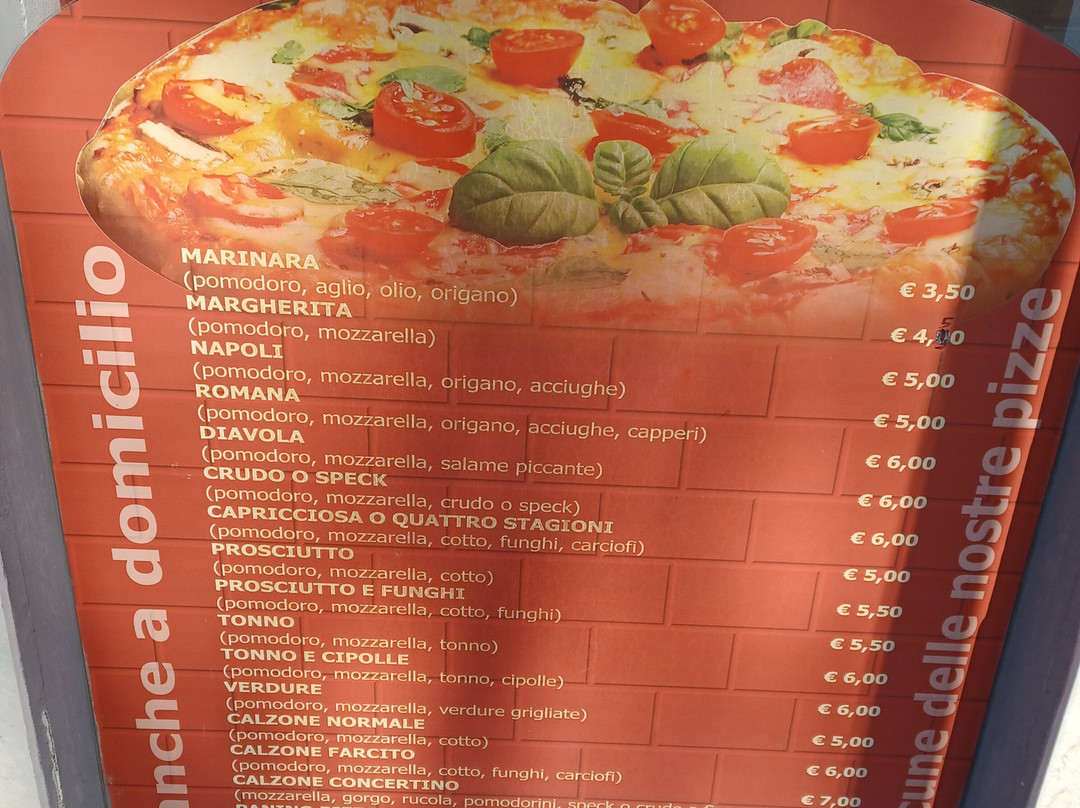 MARINARA
(pomodoro, aglio, olio, origano)
€ 3,50
MARGHERITA
(pomodoro, mozzarella)
€ 4,50
NAPOLI
(pomodoro, mozzarella, origano, acciughe)
€ 5,00
ROMANA
(pomodoro, mozzarella, origano, acciughe, capperi)
€ 5,00
DIAVOLA
(pomodoro, mozzarella, salame piccante)
€ 6,00
CRUDO O SPECK
(pomodoro, mozzarella, crudo o speck)
€ 6,00
CAPRICCIOSA O QUATTRO STAGIONI
(pomodoro, mozzarella, cotto, funghi, carciofi)
€ 6,00
PROSCIUTTO
(pomodoro, mozzarella, cotto)
€ 5,00
PROSCIUTTO E FUNGHI
(pomodoro, mozzarella, cotto, funghi)
€ 5,50
TONNO
(pomodoro, mozzarella, tonno)
€ 5,50
TONNO E CIPOLLE
(pomodoro, mozzarella, tonno, cipolle)
€ 6,00
VERDURE
(pomodoro, mozzarella, verdure grigliate)
€ 6,00
CALZONE NORMALE
(pomodoro, mozzarella, cotto)
€ 5,00
CALZONE FARCITO
(pomodoro, mozzarella, cotto, funghi, carciofi)
€ 6,00
CALZONE CONCERTINO
(mozzarella, gorgo, rucola, pomodorini, speck o crudo
€ 7,00
nche a domicilio
cune delle nostre pizze